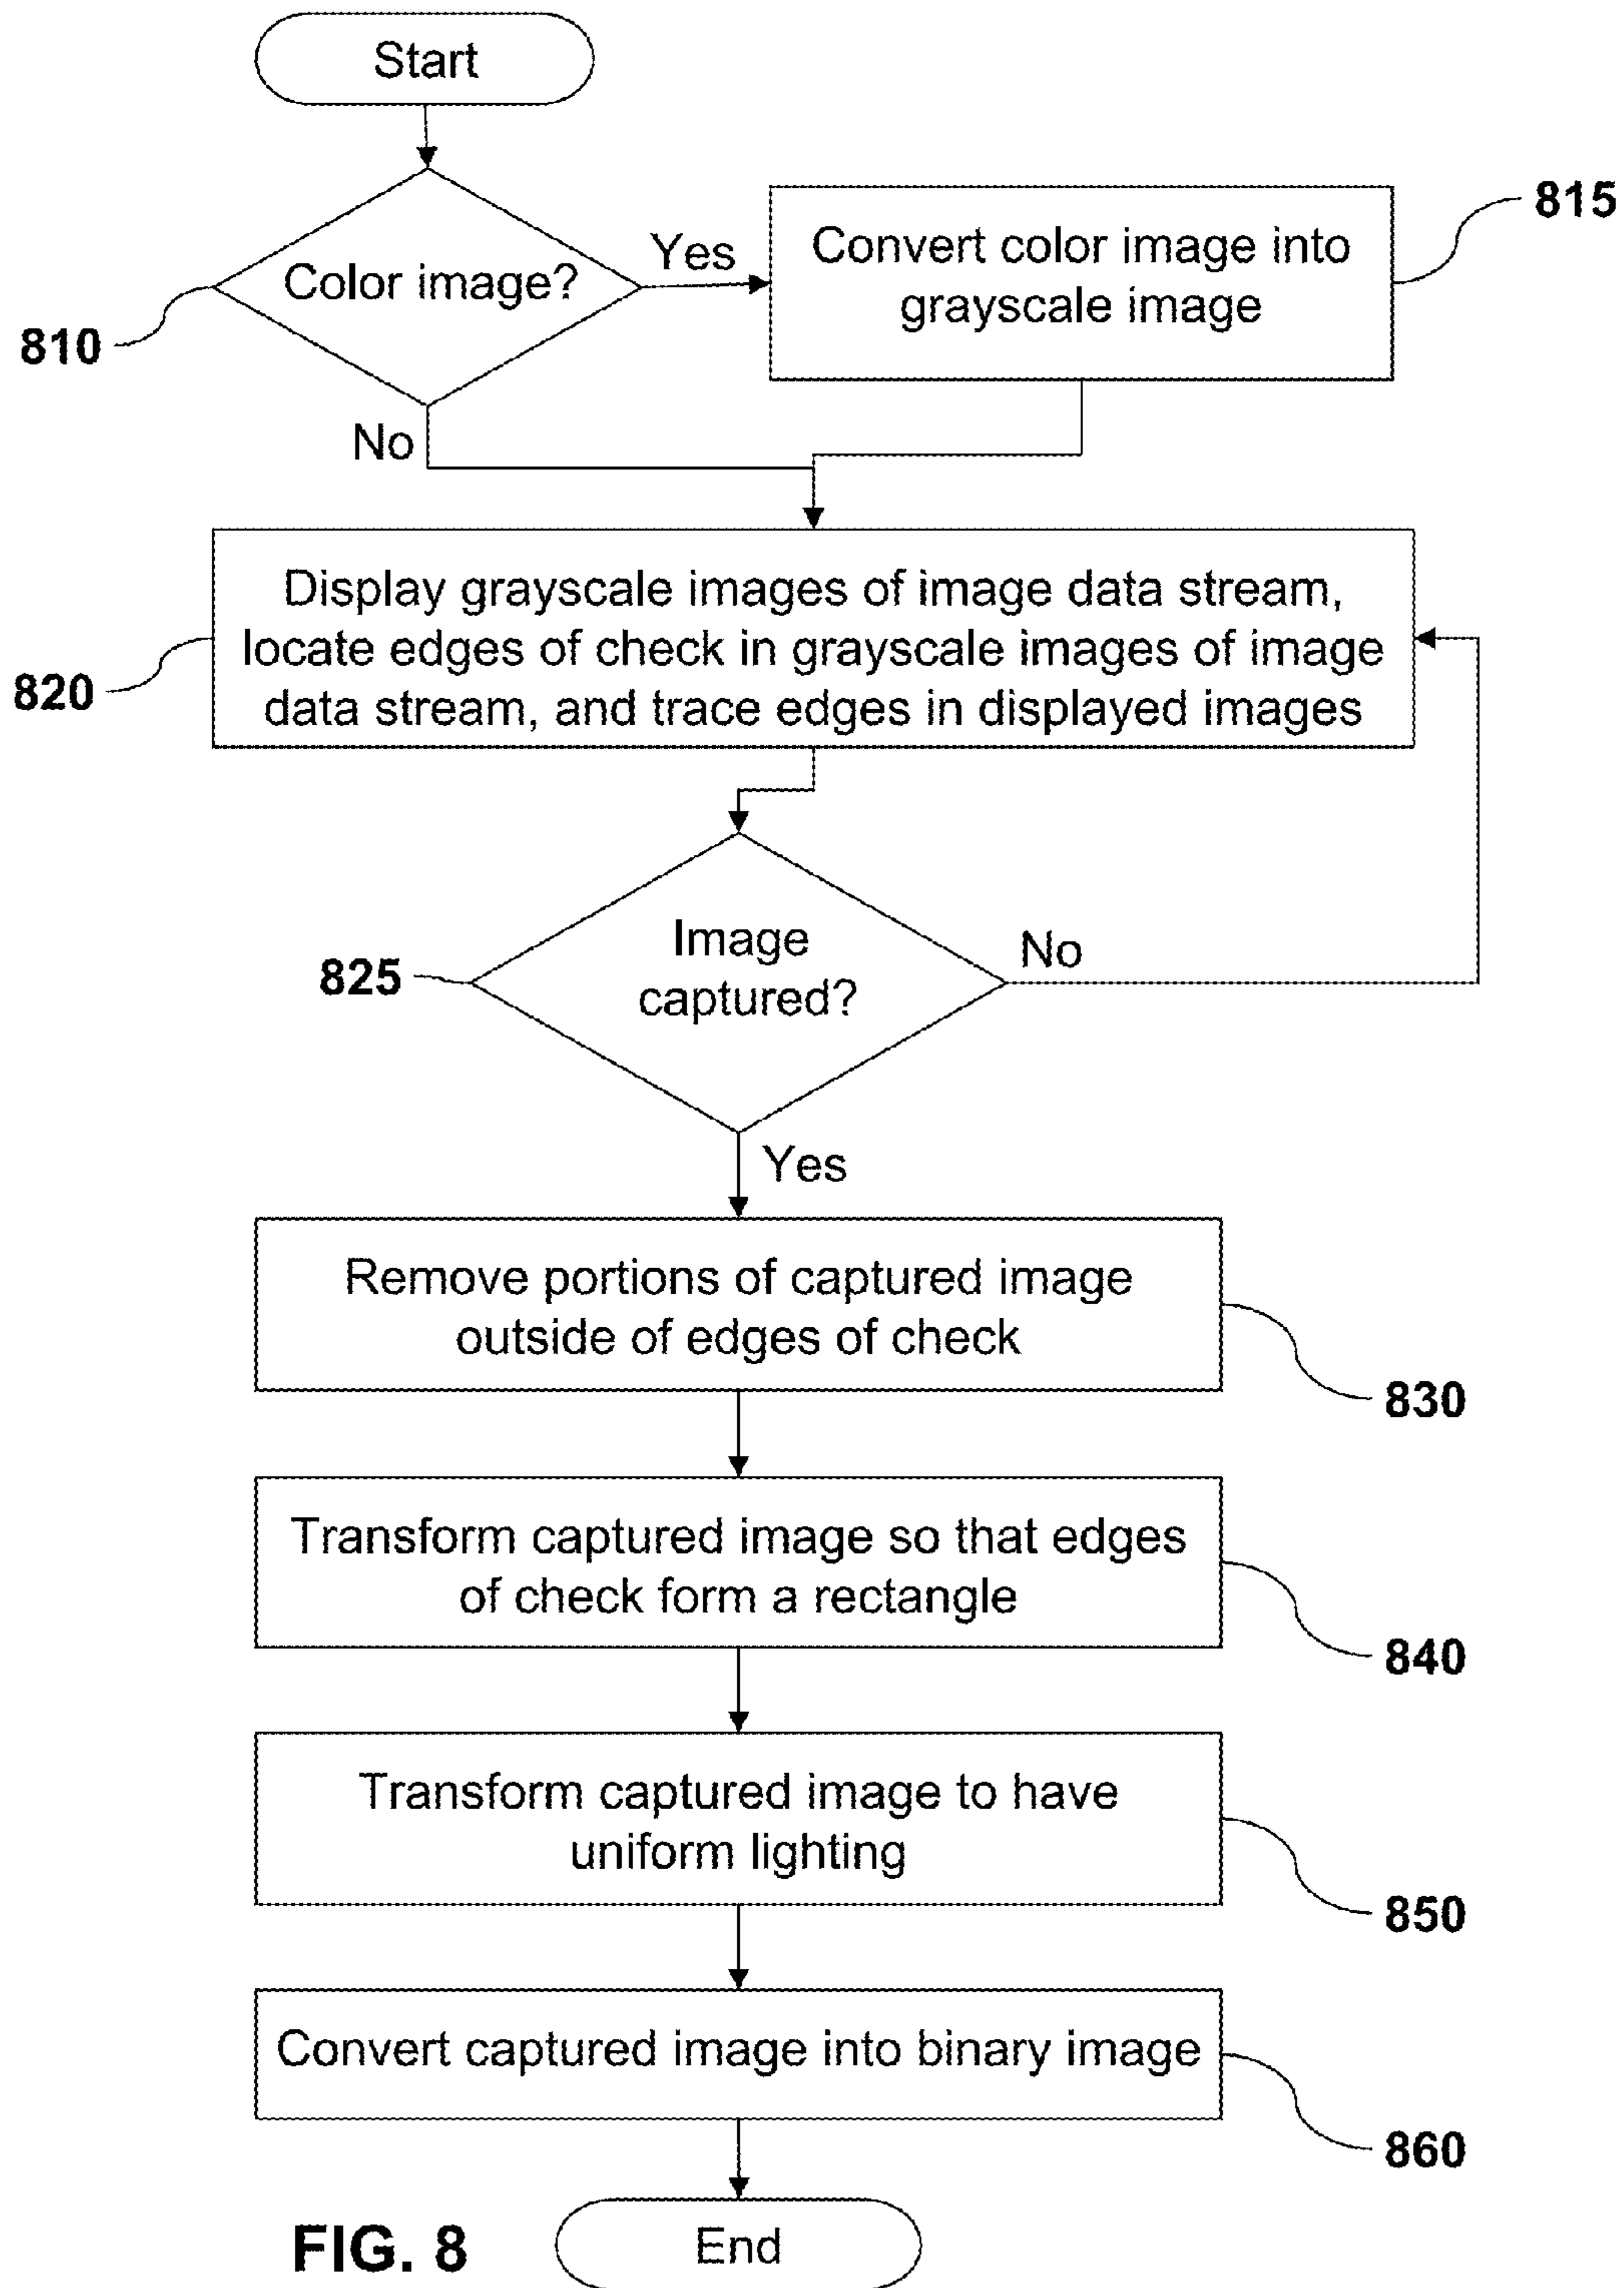 Start
Color image?
Yes
Convert color image into
grayscale image
815
810
No
Display grayscale images of image data stream,
locate edges of check in grayscale images of image
data stream, and trace edges in displayed images
820
Image
captured?
No
825
Yes
Remove portions of captured image
outside of edges of check
830
Transform captured image so that edges
of check form a rectangle
840
Transform captured image to have
uniform lighting
850
Convert captured image into binary image
860
FIG. 8
End